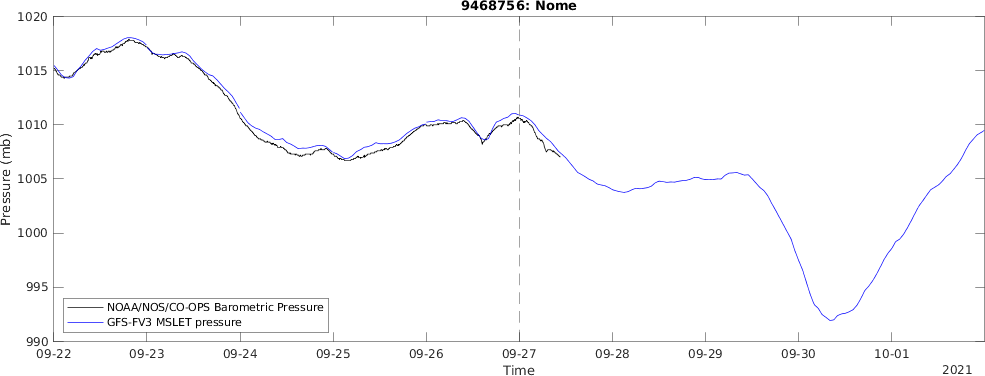 9468756: Nome
1020
1015
1010
1005
1000
995
990
Pressure (mb)
NOAA/NOS/CO-OPS Barometric Pressure
GFS-FV3 MSLET pressure
09-22 09-23 09-24 09-25 09-26 09-27 09-28 09-29 09-30 10-01
Time
2021